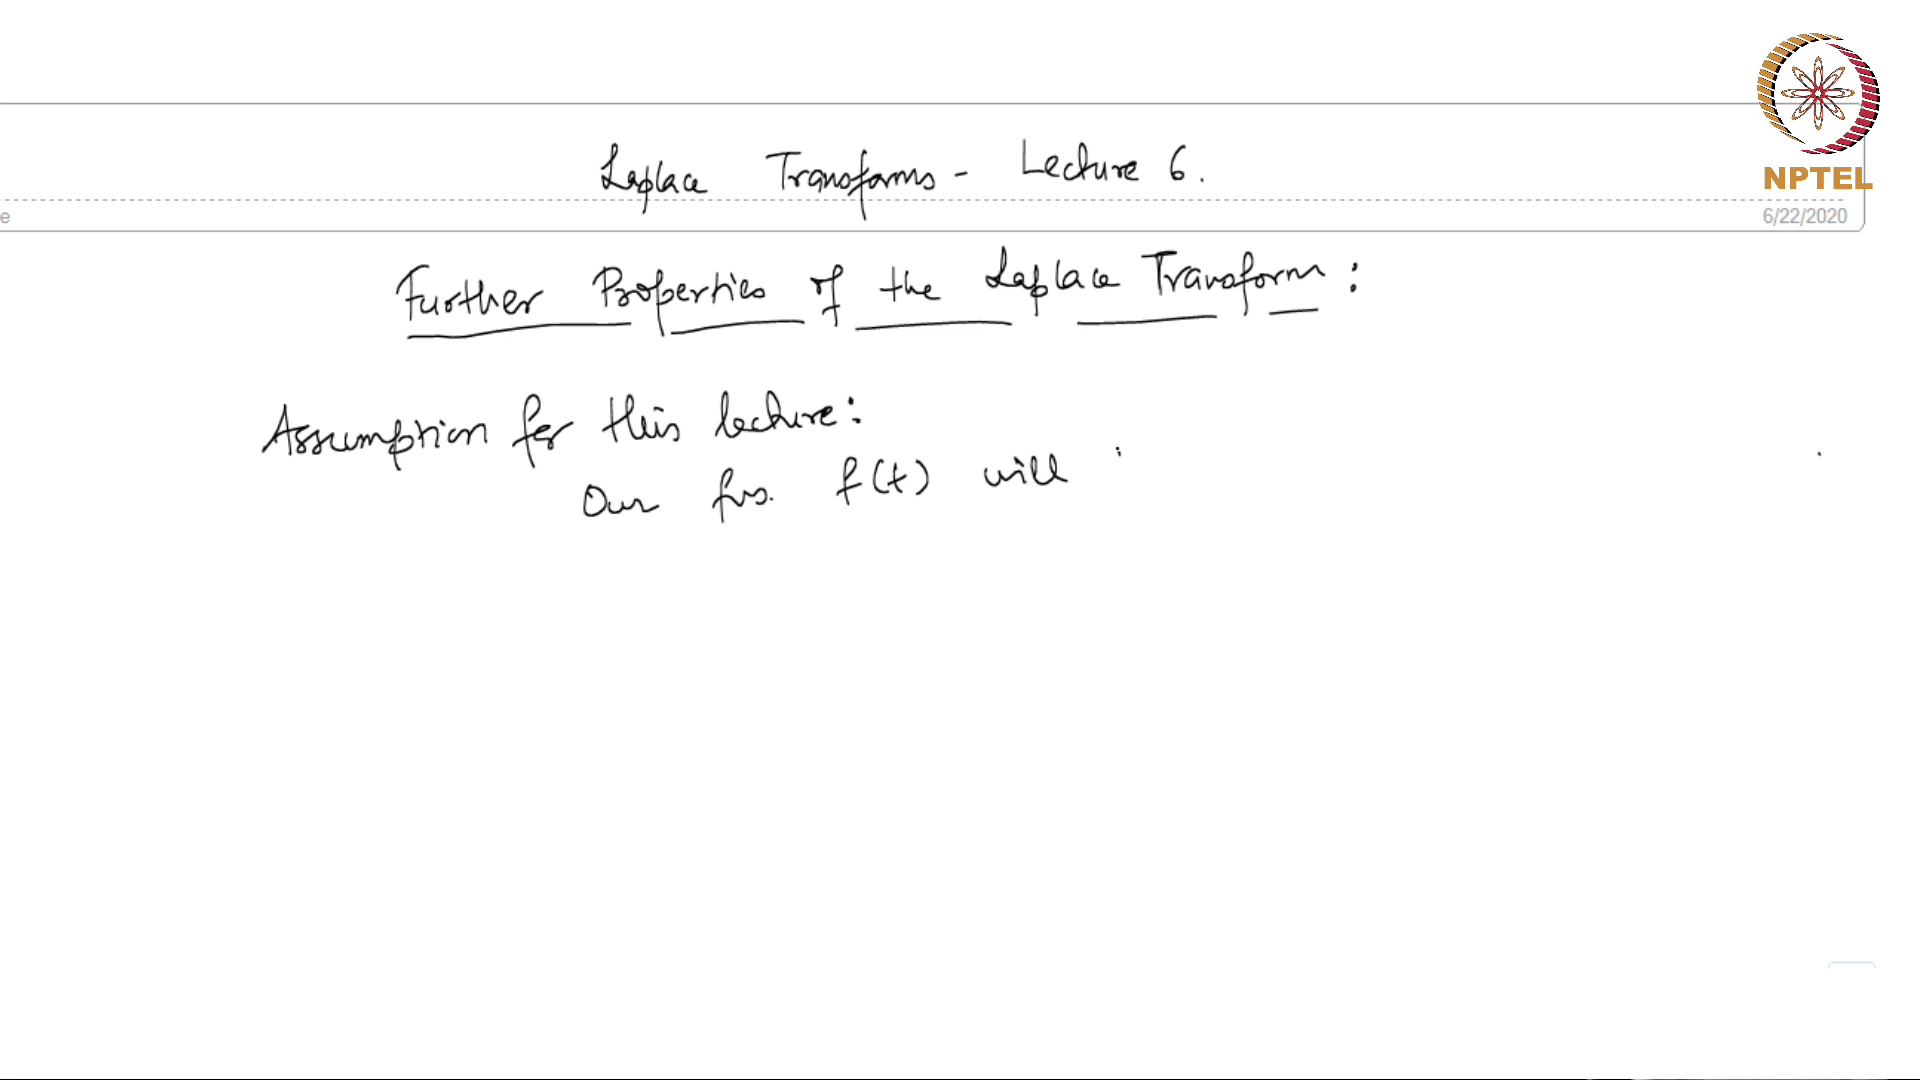 Laplace Transforms - Lecture 6.
NPTEL
e
6/22/2020
Further Properties of the Laplace Transform :
Assumption for this lecture:
Our fns. f(t) will